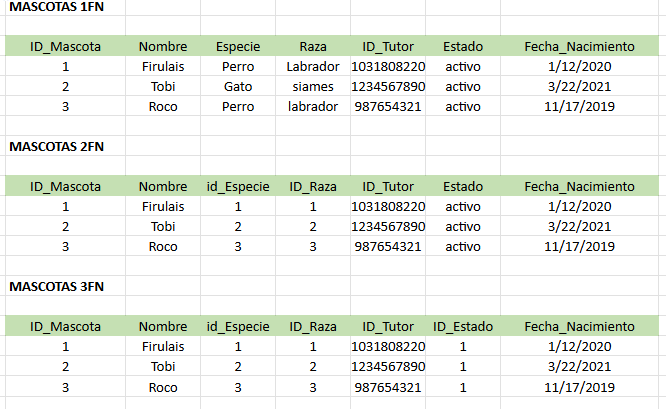 MASCOTAS 1FN
ID_Mascota Nombre Especie Raza ID_Tutor Estado Fecha_Nacimiento
1 Firulais Perro Labrador 1031808220 activo 1/12/2020
2 Tobi Gato siames 1234567890 activo 3/22/2021
3 Roco Perro labrador 987654321 activo 11/17/2019
MASCOTAS 2FN
ID_Mascota Nombre id_Especie ID_Raza ID_Tutor Estado Fecha_Nacimiento
1 Firulais 1 1 1031808220 activo 1/12/2020
2 Tobi 2 2 1234567890 activo 3/22/2021
3 Roco 3 3 987654321 activo 11/17/2019
MASCOTAS 3FN
ID_Mascota Nombre id_Especie ID_Raza ID_Tutor ID_Estado Fecha_Nacimiento
1 Firulais 1 1 1031808220 1 1/12/2020
2 Tobi 2 2 1234567890 1 3/22/2021
3 Roco 3 3 987654321 1 11/17/2019